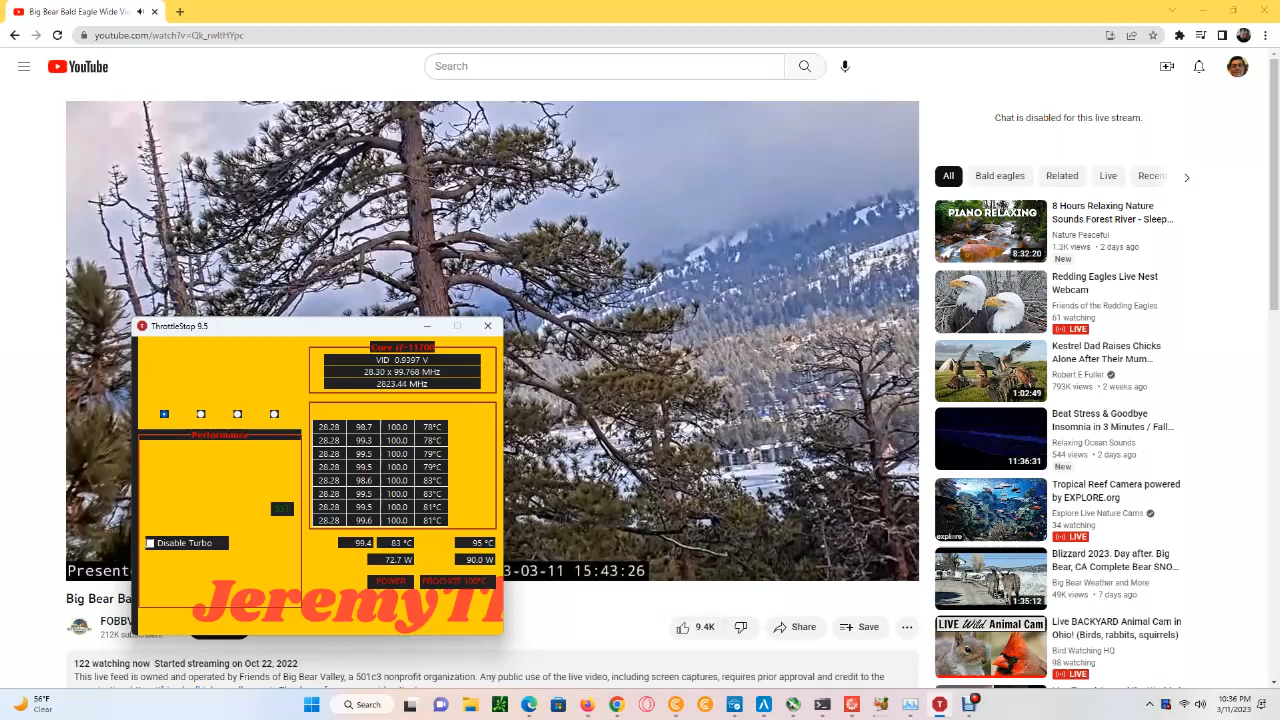 Big Bear Bald Eagle Wide Vie
youtube.com/watch?v=Qk_rwltHYpc
YouTube
Search
Chat is disabled for this live stream.
All
Bald eagles
Related
Live
Recen
PIANO RELAXING
8:32:20
8 Hours Relaxing Nature
Sounds Forest River - Sleep...
Nature Peaceful
1.3K views • 2 days ago
New
Redding Eagles Live Nest
Webcam
Friends of the Redding Eagles
61 watching
LIVE
1:02:49
Kestrel Dad Raises Chicks
Alone After Their Mum...
Robert E Fuller
793K views • 2 weeks ago
11:36:31
Beat Stress & Goodbye
Insomnia in 3 Minutes / Fall...
Relaxing Ocean Sounds
544 views • 2 days ago
New
explore
Tropical Reef Camera powered
by EXPLORE.org
Explore Live Nature Cams
34 watching
LIVE
1:35:12
Blizzard 2023. Day after. Big
Bear, CA Complete Bear SNO...
Big Bear Weather and More
49K views • 7 days ago
LIVE Wild Animal Cam
Live BACKYARD Animal Cam in
Ohio! (Birds, rabbits, squirrels)
Bird Watching HQ
98 watching
LIVE
ThrottleStop 9.5
Core i7-11700
VID 0.9397 V
28.30 x 99.768 MHz
2823.44 MHz
Performance
28.28 98.7 100.0 78°C
28.28 99.3 100.0 78°C
28.28 99.5 100.0 79°C
28.28 99.5 100.0 79°C
28.28 98.6 100.0 83°C
28.28 99.5 100.0 83°C
28.28 99.5 100.0 81°C
28.28 99.6 100.0 81°C
SST
Disable Turbo
99.4 83 °C 95 °C
72.7 W 90.0 W
POWER PROCHOT 100°C
JeremyTl
Present
3-03-11 15:43:26
Big Bear Ba
FOBBV
212K subscribers
9.4K
Share
Save
122 watching now Started streaming on Oct 22, 2022
This live feed is owned and operated by Friends of Big Bear Valley, a 501c3 nonprofit organization. Any public use of the live video, including screen captures, requires prior approval and credit to the
56°F
Clear
Search
10:36 PM
3/11/2023